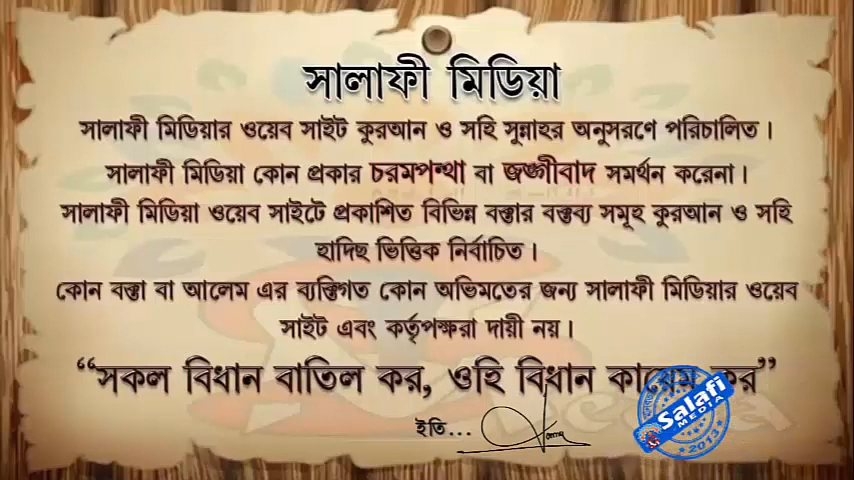 সালাফী মিডিয়া
সালাফী মিডিয়ার ওয়েব সাইট কুরআন ও সহি সুন্নাহর অনুসরণে পরিচালিত।
সালাফী মিডিয়া কোন প্রকার চরমপন্থা বা জঙ্গীবাদ সমর্থন করেনা।
সালাফী মিডিয়া ওয়েব সাইটে প্রকাশিত বিভিন্ন বক্তার বক্তব্য সমূহ কুরআন ও সহি
হাদিছ ভিত্তিক নির্বাচিত।
কোন বক্তা বা আলেম এর ব্যক্তিগত কোন অভিমতের জন্য সালাফী মিডিয়ার ওয়েব
সাইট এবং কর্তৃপক্ষরা দায়ী নয়।
“সকল বিধান বাতিল কর, ওহি বিধান কায়েম কর”
ইতি...
Salafi
MEDIA
2013